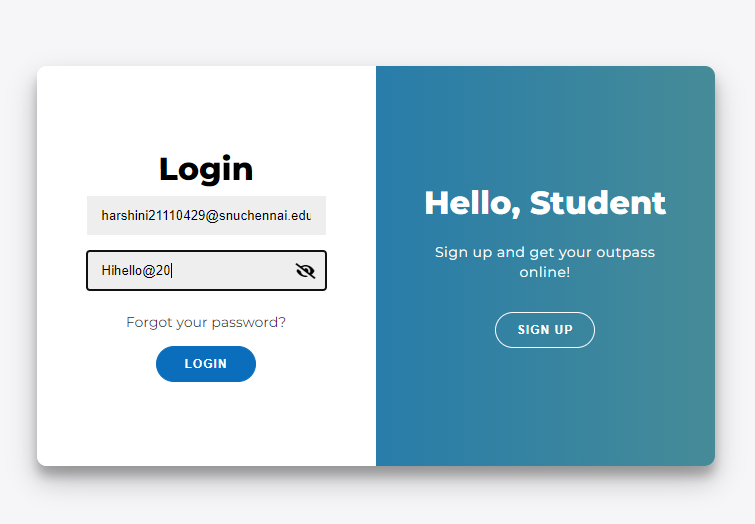 Login
harshini21110429@snuchennai.edu
Hihello@20
Forgot your password?
LOGIN
Hello, Student
Sign up and get your outpass
online!
SIGN UP